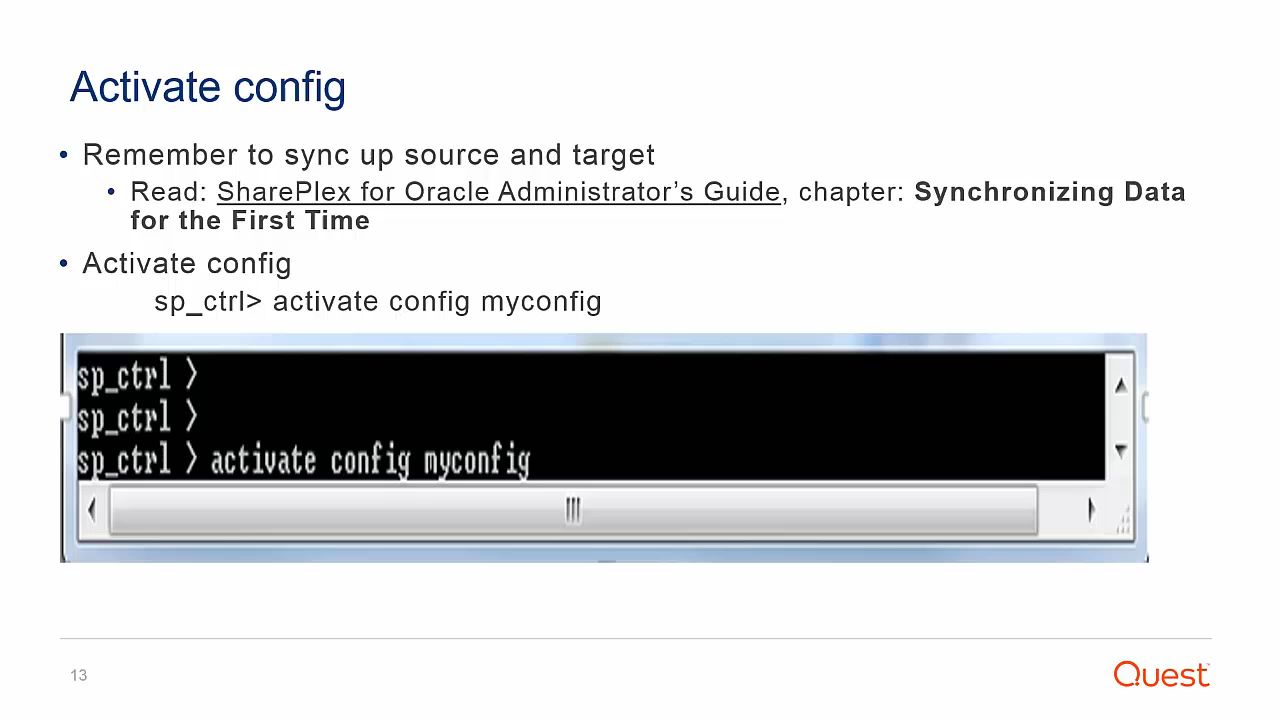 Activate config
• Remember to sync up source and target
• Read: SharePlex for Oracle Administrator’s Guide, chapter: Synchronizing Data
for the First Time
• Activate config
sp_ctrl> activate config myconfig
sp_ctrl >
sp_ctrl >
sp_ctrl > activate config myconfig
13
Quest